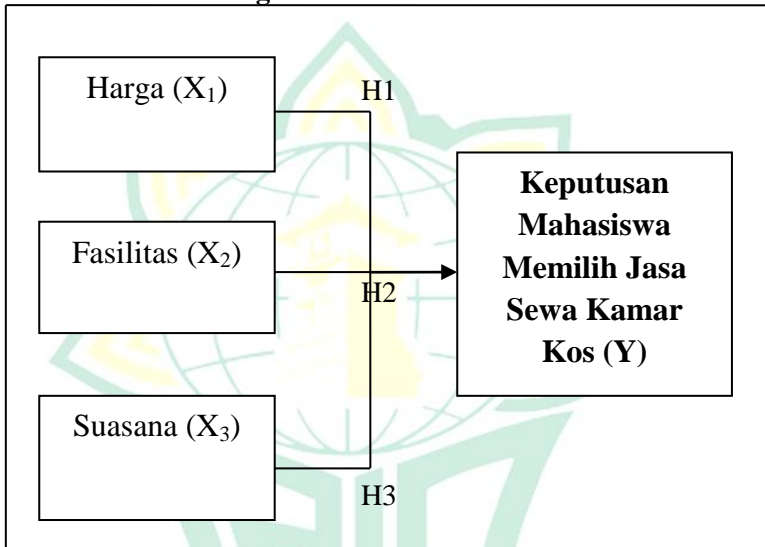 Harga (X₁)
H1
Fasilitas (X₂)
H2
Suasana (X₃)
H3
Keputusan
Mahasiswa
Memilih Jasa
Sewa Kamar
Kos (Y)